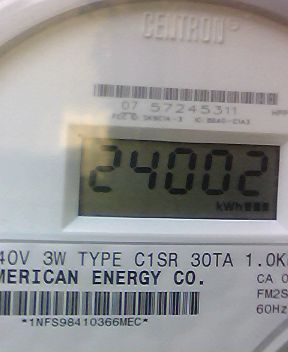 CENTRON
07 57245311
24002
kWh
40V 3W TYPE C1SR 30TA 1.0K
MERICAN ENERGY CO.
CA 0
FM2S
60Hz
*1NFS98410366MEC*